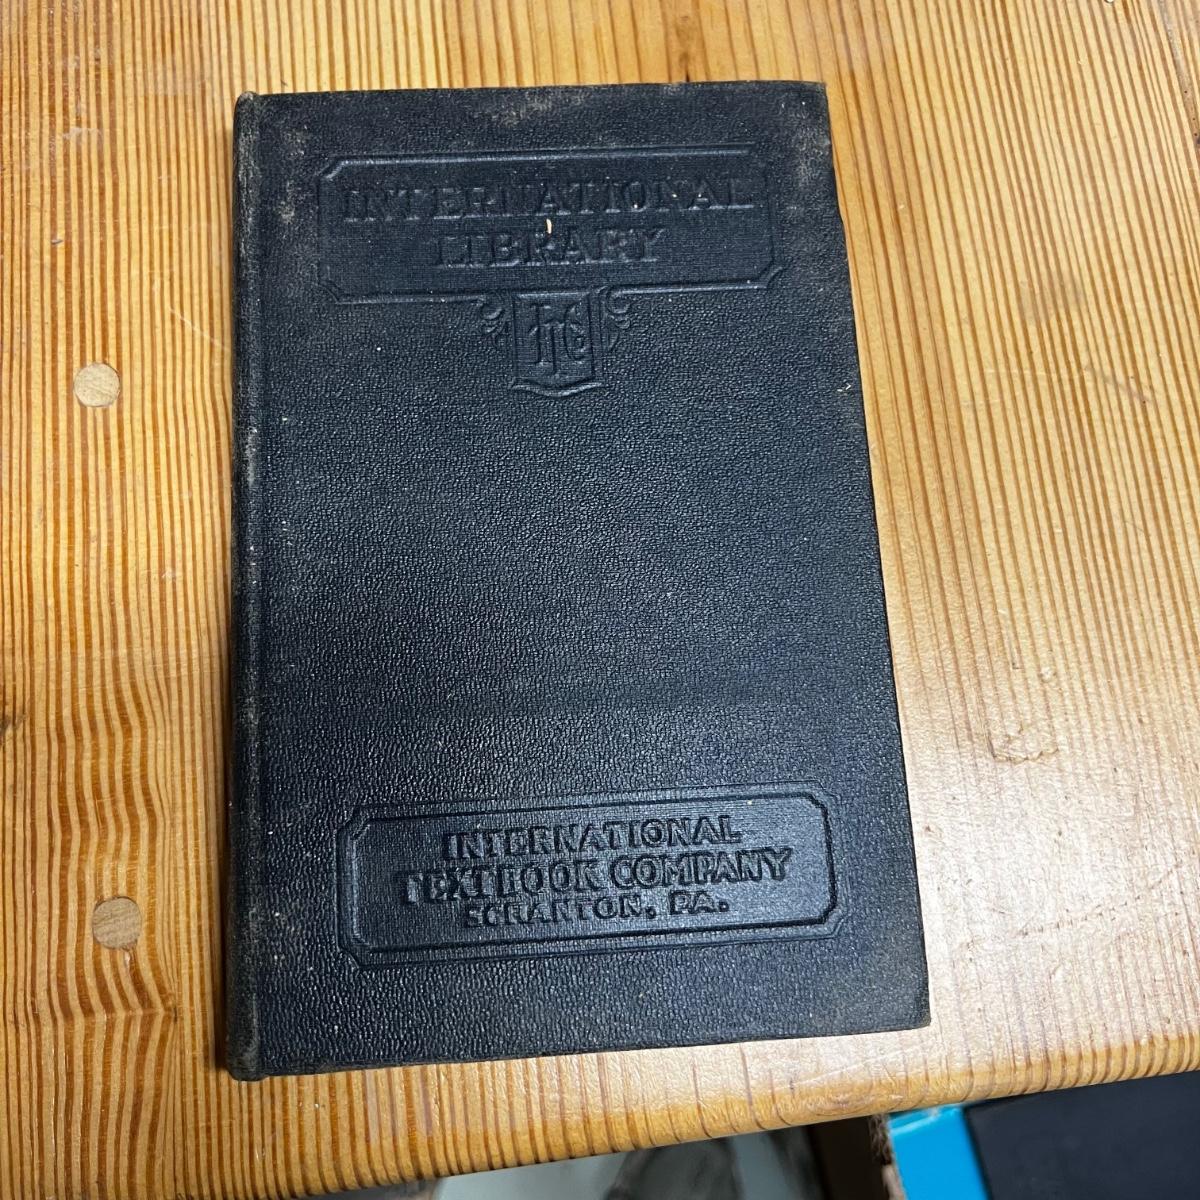 INTERNATIONAL
LIBRARY
ITC
INTERNATIONAL
TEXTBOOK COMPANY
SCRANTON, PA.